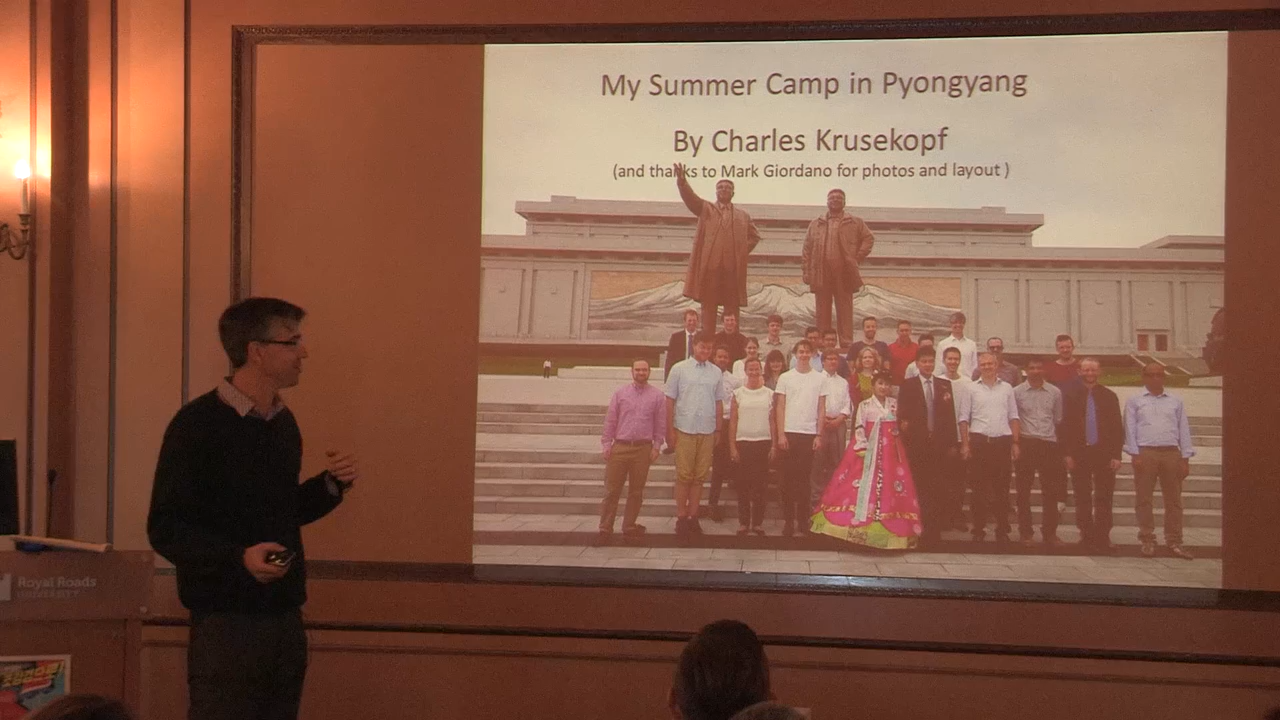 My Summer Camp in Pyongyang
By Charles Krusekopf
(and thanks to Mark Giordano for photos and layout )
Royal Roads
UNIVERSITY